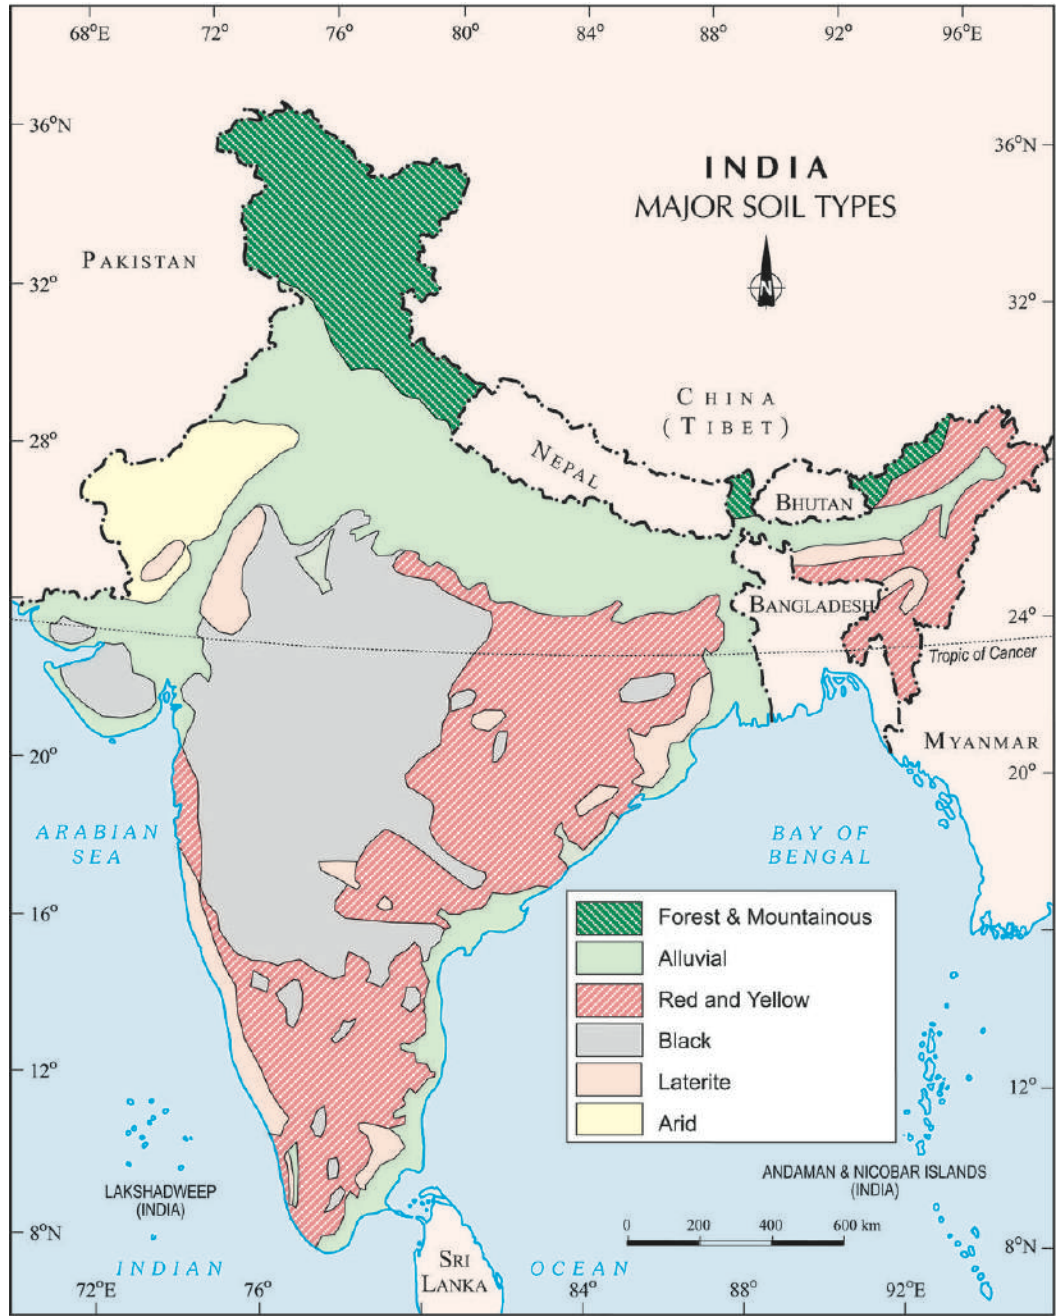 68°E 72° 76° 80° 84° 88° 92° 96°E
36°N
36°N
INDIA
MAJOR SOIL TYPES
N
PAKISTAN
32°
32°
CHINA
(TIBET)
28°
28°
NEPAL
BHUTAN
BANGLADESH
24°
24°
Tropic of Cancer
MYANMAR
20°
20°
ARABIAN
SEA
BAY OF
BENGAL
16°
Forest & Mountainous
Alluvial
Red and Yellow
Black
Laterite
Arid
12°
12°
LAKSHADWEEP
(INDIA)
ANDAMAN & NICOBAR ISLANDS
(INDIA)
8°N
8°N
0 200 400 600 km
SRI
LANKA
INDIAN OCEAN
72°E 76° 84° 88° 92°E